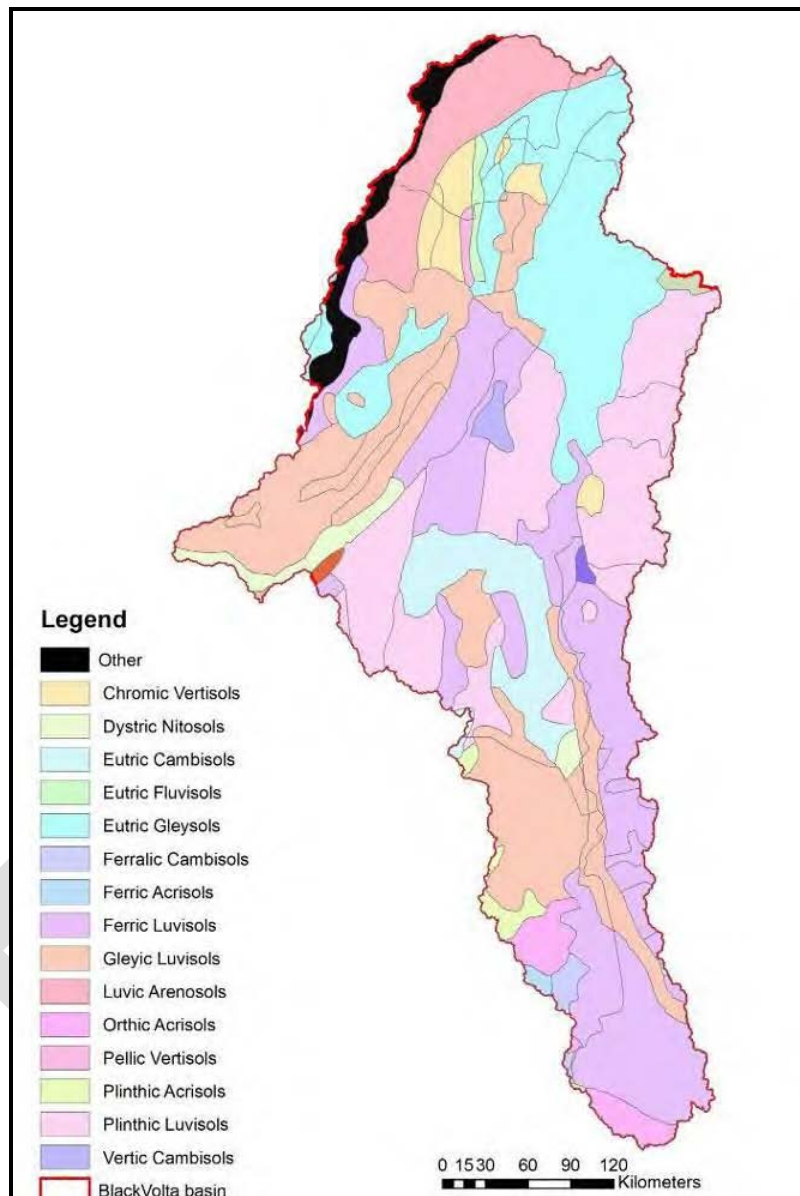 Legend
Other
Chromic Vertisols
Dystric Nitosols
Eutric Cambisols
Eutric Fluvisols
Eutric Gleysols
Ferralic Cambisols
Ferric Acrisols
Ferric Luvisols
Gleyic Luvisols
Luvic Arenosols
Orthic Acrisols
Pellic Vertisols
Plinthic Acrisols
Plinthic Luvisols
Vertic Cambisols
BlackVolta basin
0 15 30 60 90 120
Kilometers